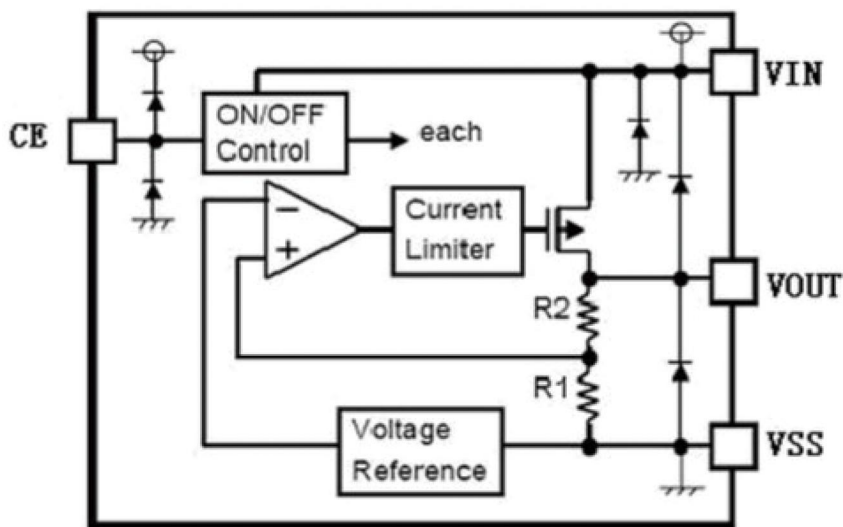 VIN
CE
ON/OFF
Control
each
−
+
Current
Limiter
VOUT
R2
R1
Voltage
Reference
VSS